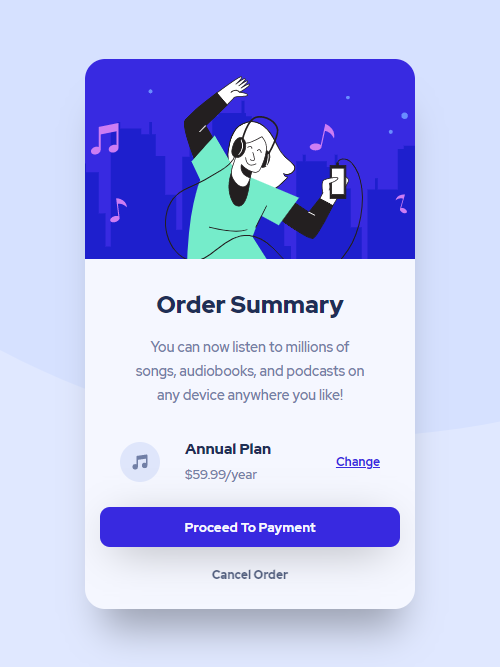 Order Summary
You can now listen to millions of
songs, audiobooks, and podcasts on
any device anywhere you like!
Annual Plan
$59.99/year
Change
Proceed To Payment
Cancel Order